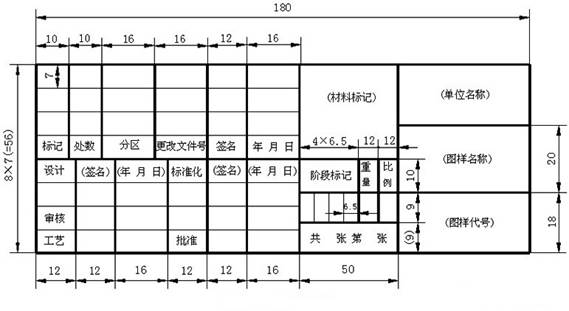 180
10 10 16 16 12 16
7
8×7(=56)
(材料标记) (单位名称)
标记 处数 分区 更改文件号 签名 年 月 日 4×6.5 12 12
(图样名称) 20
设计 (签名) (年 月 日) 标准化 (签名) (年 月 日) 阶段标记 重量 比例 10
6.5 9
审核 (图样代号) 18
工艺 批准 共 张 第 张 (9)
12 12 16 12 12 16 50